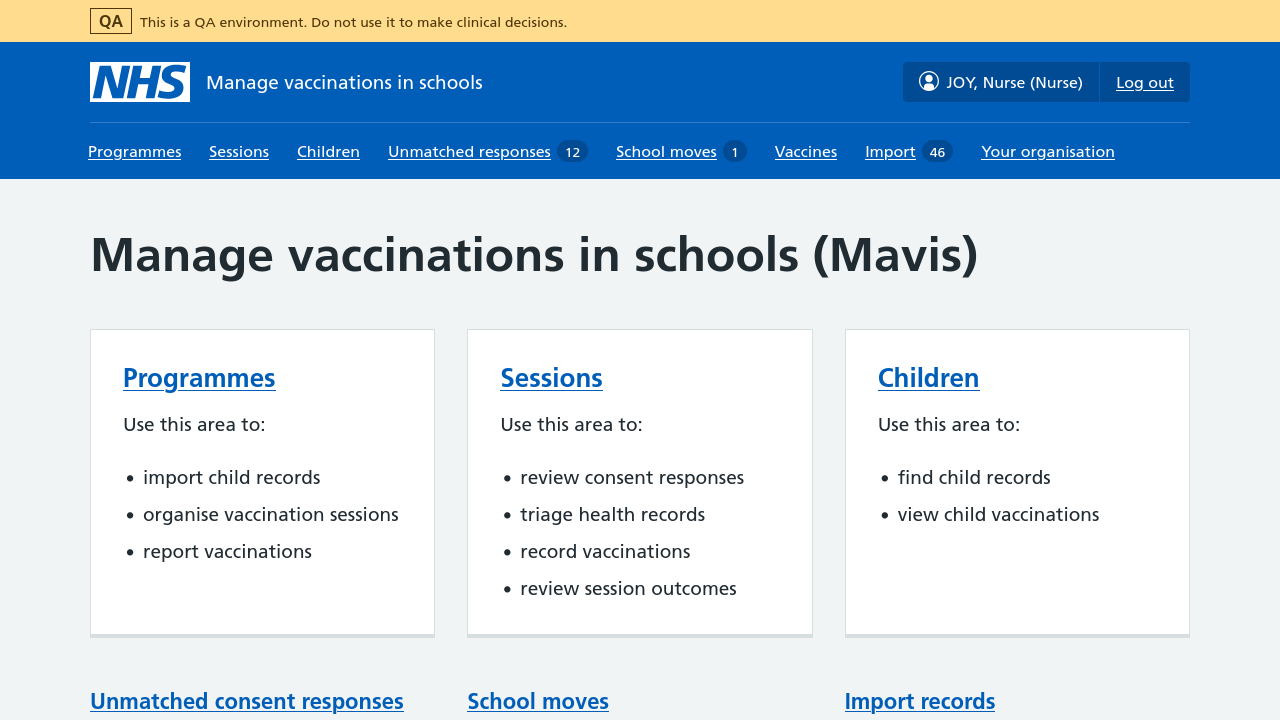 QA This is a QA environment. Do not use it to make clinical decisions.
NHS Manage vaccinations in schools JOY, Nurse (Nurse) Log out
Programmes Sessions Children Unmatched responses 12 School moves 1 Vaccines Import 46 Your organisation
Manage vaccinations in schools (Mavis)
Programmes
Use this area to:
• import child records
• organise vaccination sessions
• report vaccinations
Sessions
Use this area to:
• review consent responses
• triage health records
• record vaccinations
• review session outcomes
Children
Use this area to:
• find child records
• view child vaccinations
Unmatched consent responses
School moves
Import records